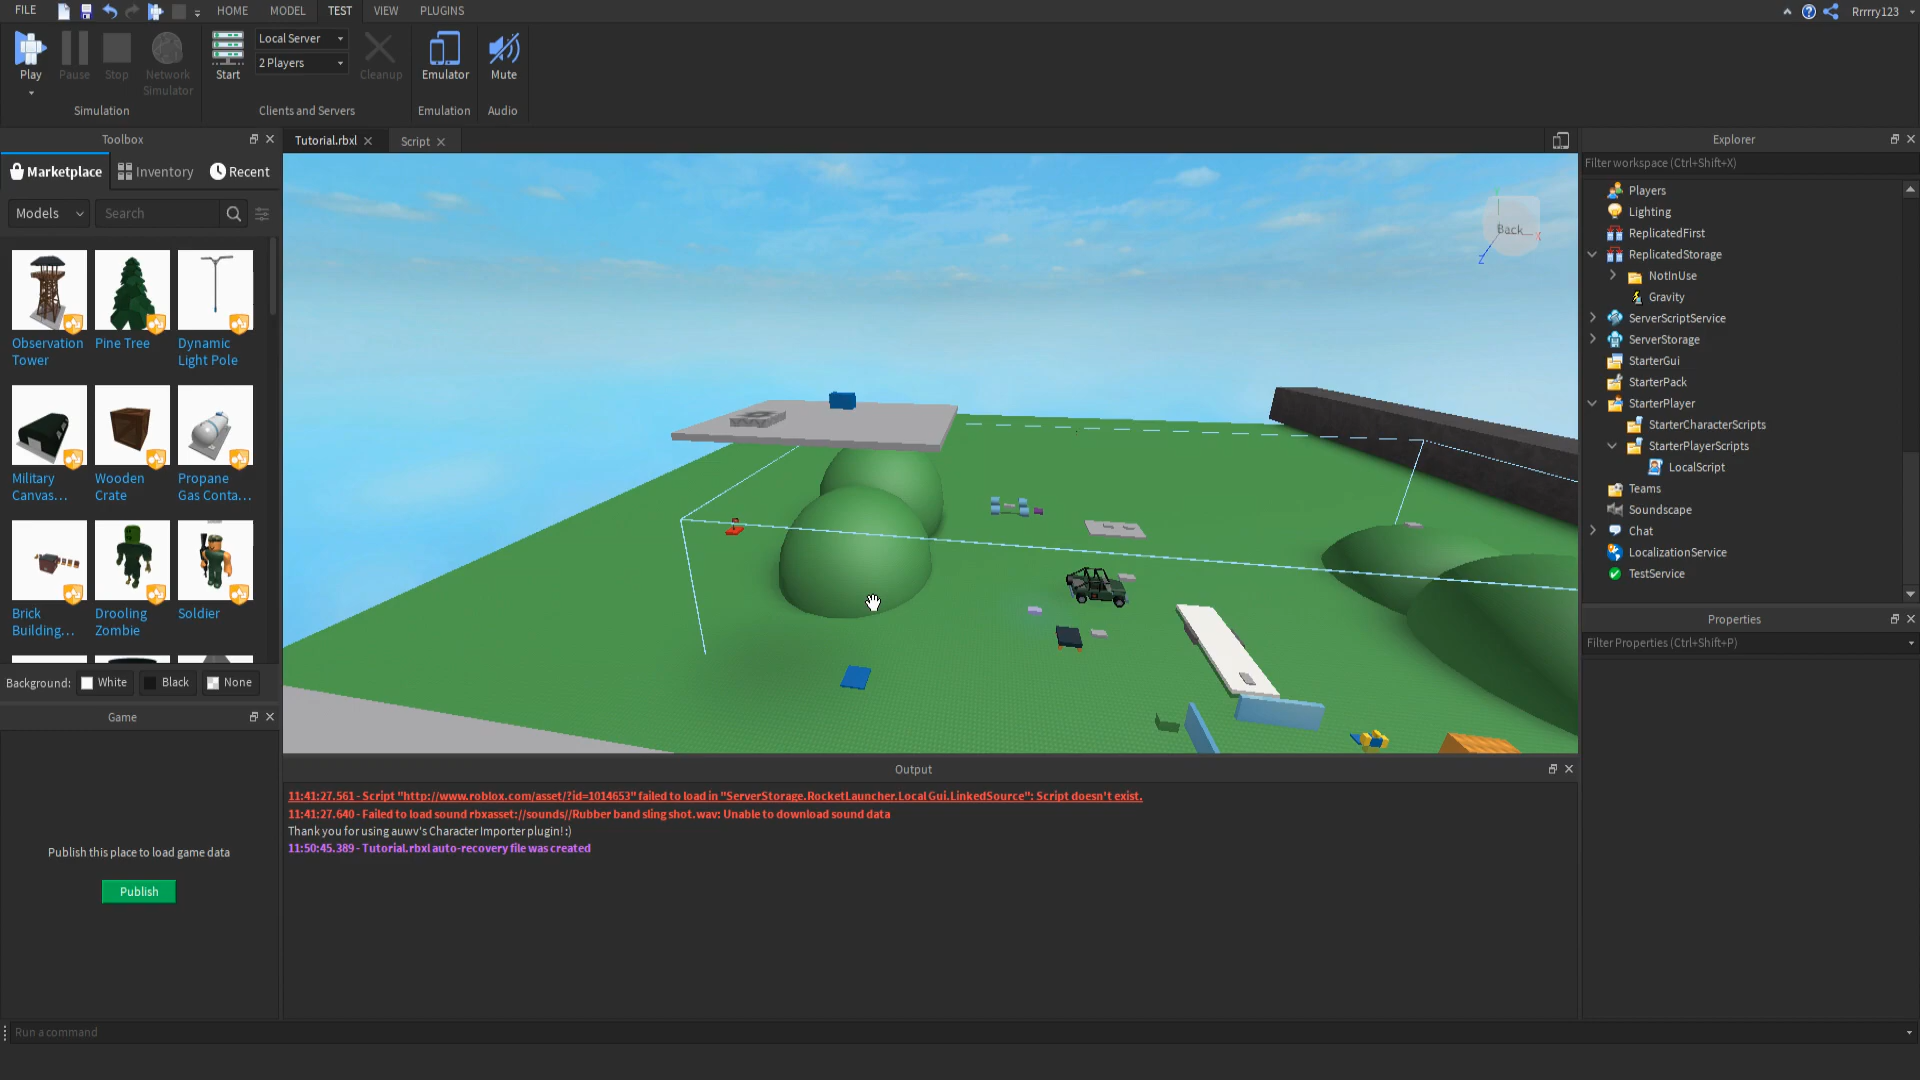 FILE
HOME
MODEL
TEST
VIEW
PLUGINS
Rrrrry123
Play
Pause
Stop
Network
Simulator
Simulation
Start
Local Server
2 Players
Cleanup
Clients and Servers
Emulator
Emulation
Mute
Audio
Toolbox
Marketplace
Inventory
Recent
Models
Search
Observation
Tower
Pine Tree
Dynamic
Light Pole
Military
Canvas...
Wooden
Crate
Propane
Gas Conta...
Brick
Building...
Drooling
Zombie
Soldier
Background:
White
Black
None
Game
Publish this place to load game data
Publish
Tutorial.rbxl
Script
Back
X
Z
Output
11:41:27.561 - Script "http://www.roblox.com/asset/?id=1014653" failed to load in "ServerStorage.RocketLauncher.Local Gui.LinkedSource": Script doesn't exist.
11:41:27.640 - Failed to load sound rbxasset://sounds//Rubber band sling shot.wav: Unable to download sound data
Thank you for using auwv's Character Importer plugin! :)
11:50:45.389 - Tutorial.rbxl auto-recovery file was created
Explorer
Filter workspace (Ctrl+Shift+X)
Players
Lighting
ReplicatedFirst
ReplicatedStorage
NotInUse
Gravity
ServerScriptService
ServerStorage
StarterGui
StarterPack
StarterPlayer
StarterCharacterScripts
StarterPlayerScripts
LocalScript
Teams
Soundscape
Chat
LocalizationService
TestService
Properties
Filter Properties (Ctrl+Shift+P)
Run a command